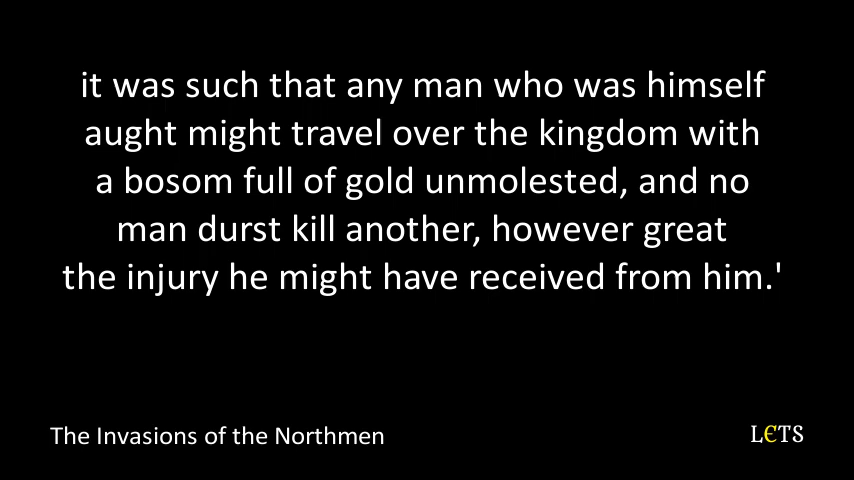 it was such that any man who was himself
aught might travel over the kingdom with
a bosom full of gold unmolested, and no
man durst kill another, however great
the injury he might have received from him.'
The Invasions of the Northmen
LЄTS